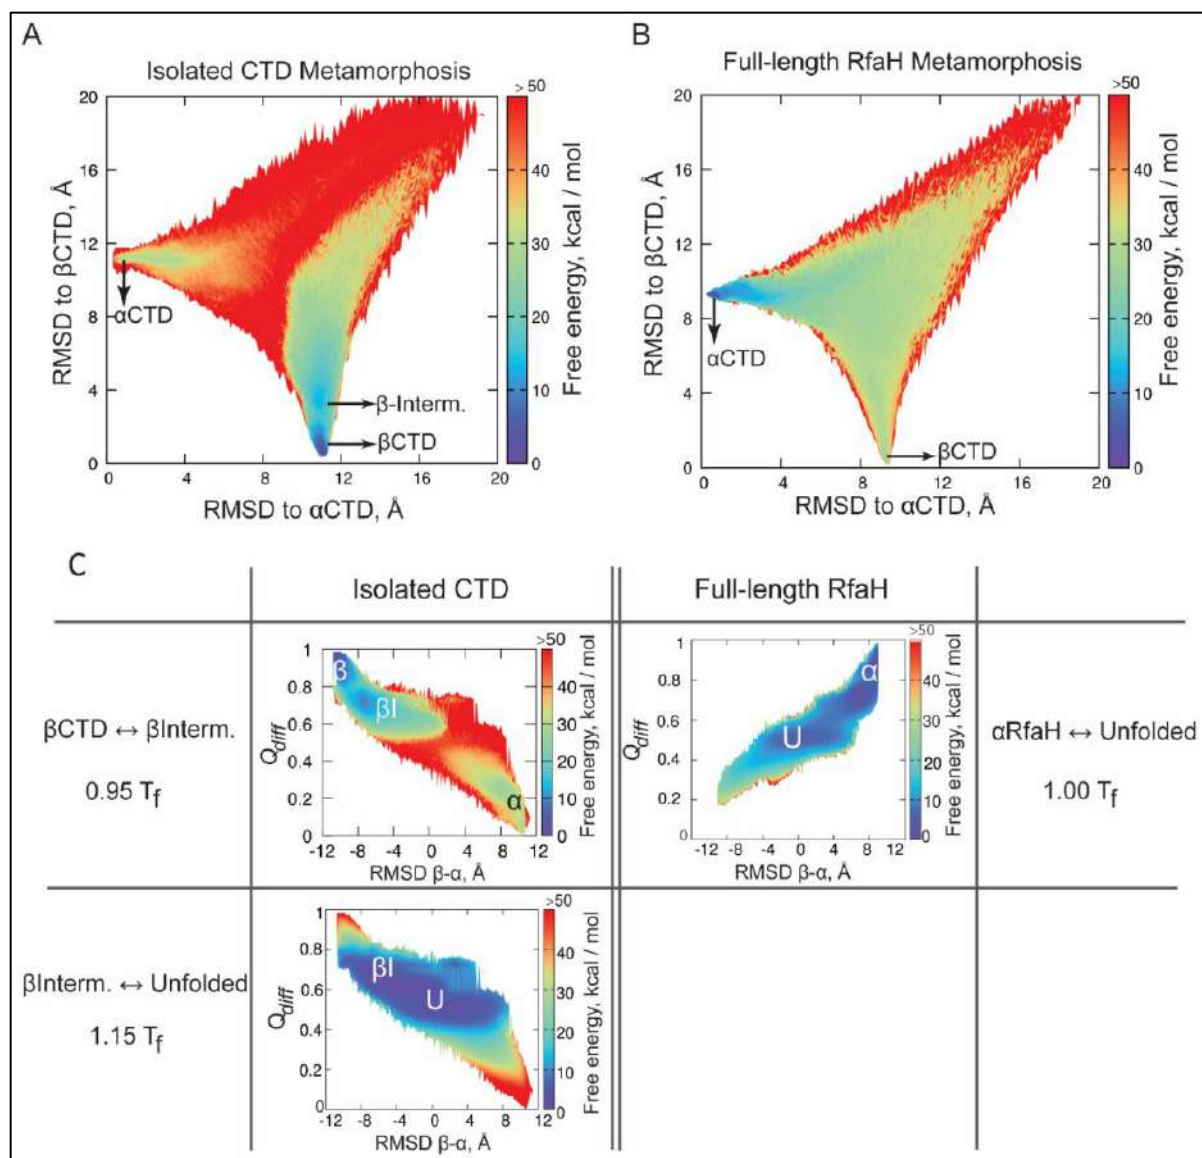 A
Isolated CTD Metamorphosis
RMSD to βCTD, Å
20
16
12
8
4
0
αCTD
β-Interm.
βCTD
0 4 8 12 16 20
RMSD to αCTD, Å
>50
40
30
20
10
0
Free energy, kcal / mol
B
Full-length RfaH Metamorphosis
RMSD to βCTD, Å
20
16
12
8
4
0
αCTD
βCTD
0 4 8 12 16 20
RMSD to αCTD, Å
>50
40
30
20
10
0
Free energy, kcal / mol
C
Isolated CTD
Full-length RfaH
βCTD ↔ βInterm.
0.95 Tf
Qdiff
1
0.8
0.6
0.4
0.2
0
β
βI
α
-12 -8 -4 0 4 8 12
RMSD β-α, Å
>50
40
30
20
10
0
Free energy, kcal / mol
Qdiff
1
0.8
0.6
0.4
0.2
0
α
U
-12 -8 -4 0 4 8 12
RMSD β-α, Å
>50
40
30
20
10
0
Free energy, kcal / mol
αRfaH ↔ Unfolded
1.00 Tf
βInterm. ↔ Unfolded
1.15 Tf
Qdiff
1
0.8
0.6
0.4
0.2
0
βI
U
-12 -8 -4 0 4 8 12
RMSD β-α, Å
>50
40
30
20
10
0
Free energy, kcal / mol